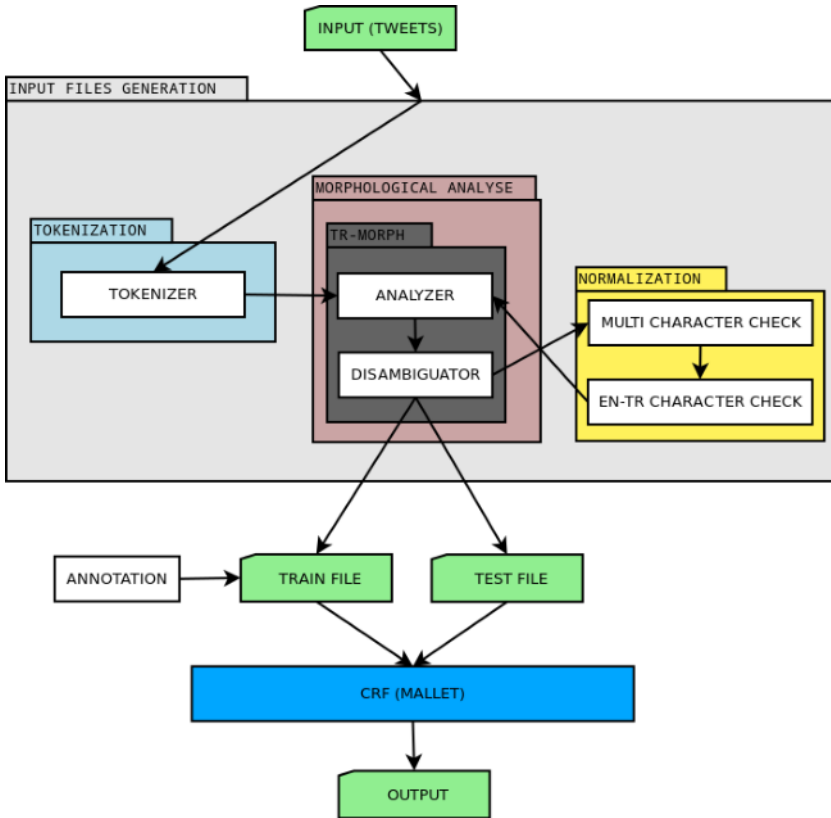 INPUT (TWEETS)
INPUT FILES GENERATION
MORPHOLOGICAL ANALYSE
TOKENIZATION
TR-MORPH
NORMALIZATION
TOKENIZER
ANALYZER
MULTI CHARACTER CHECK
DISAMBIGUATOR
EN-TR CHARACTER CHECK
ANNOTATION
TRAIN FILE
TEST FILE
CRF (MALLET)
OUTPUT